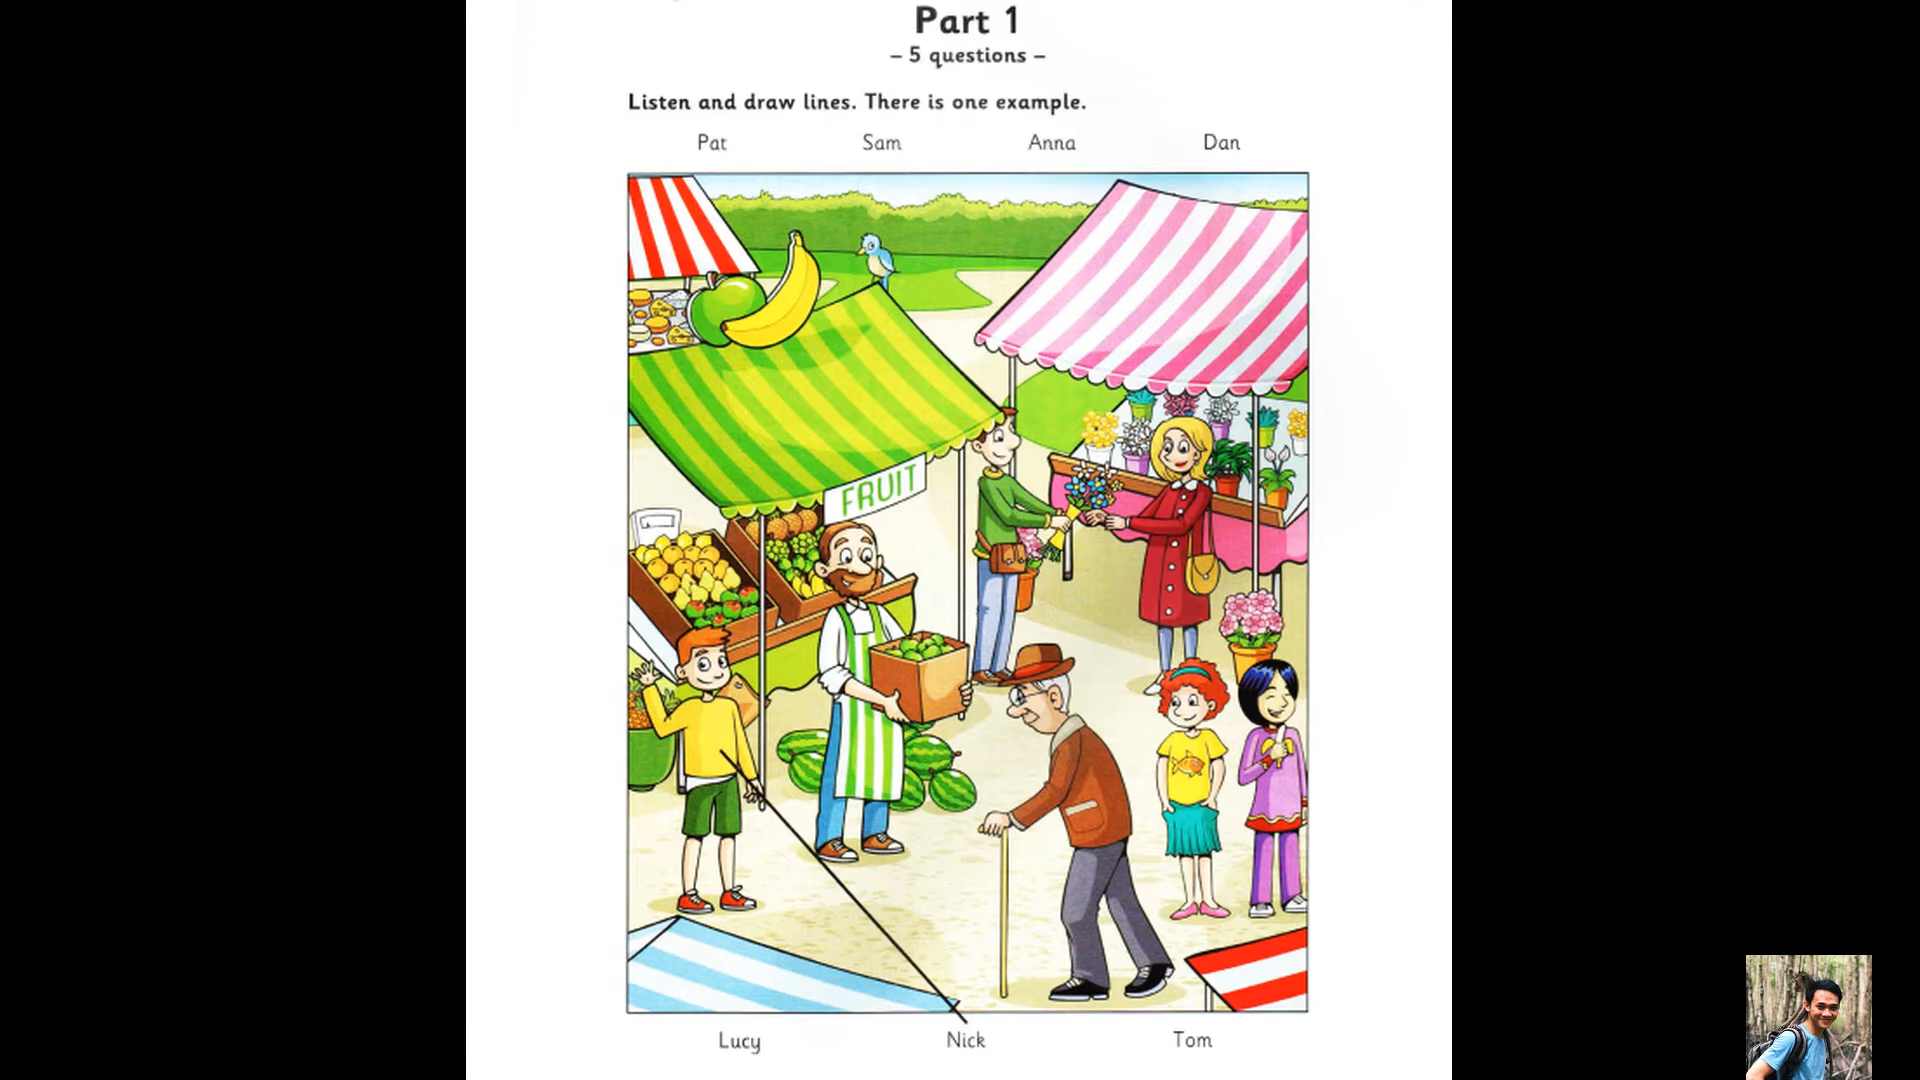 Part 1
– 5 questions –
Listen and draw lines. There is one example.
Pat Sam Anna Dan
FRUIT
Lucy Nick Tom